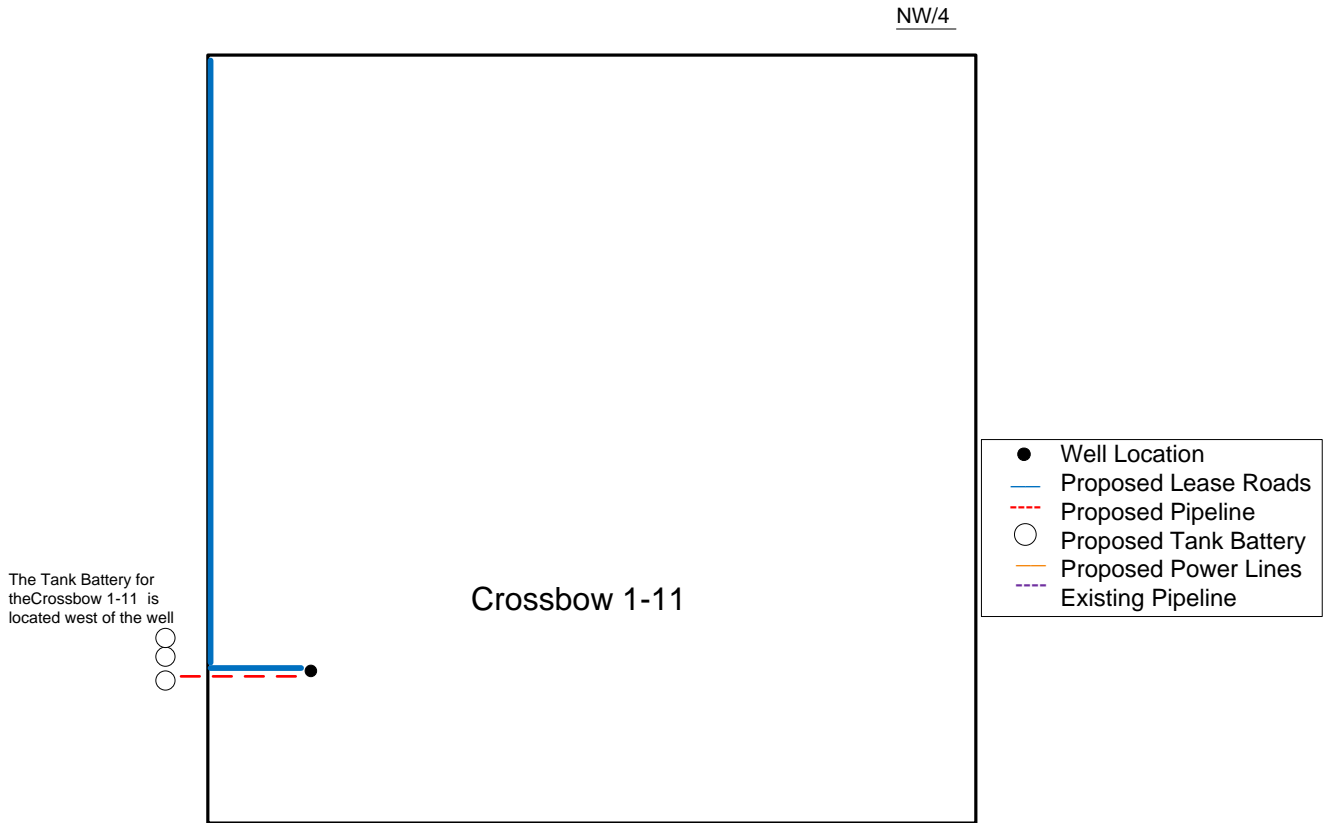 NW/4
Well Location
Proposed Lease Roads
Proposed Pipeline
Proposed Tank Battery
Proposed Power Lines
Existing Pipeline
The Tank Battery for
theCrossbow 1-11 is
located west of the well
Crossbow 1-11